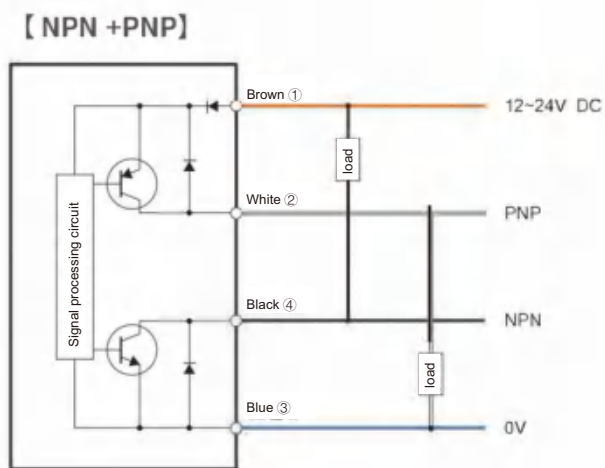 【 NPN +PNP】
Brown ①
12~24V DC
load
White ②
PNP
Signal processing circuit
Black ④
NPN
load
Blue ③
0V